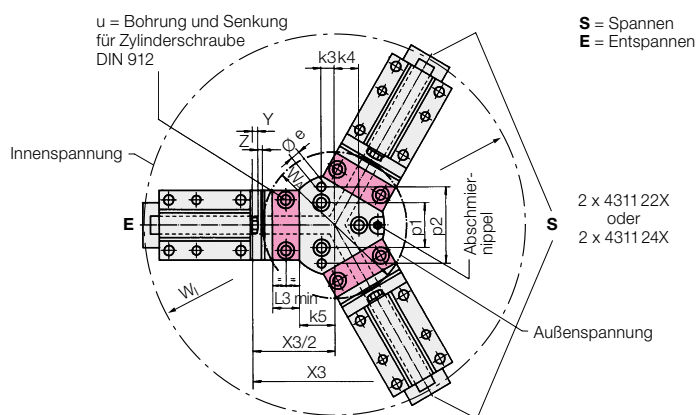 u = Bohrung und Senkung
für Zylinderschraube
DIN 912
S = Spannen
E = Entspannen
k3 k4
Y
Z
Ø e
Innenspannung
Wₐ
E
p1
p2
Abschmier-
nippel
S
2 x 4311 22X
oder
2 x 4311 24X
Wᵢ
= =
L3 min
k5
Außenspannung
X3/2
X3